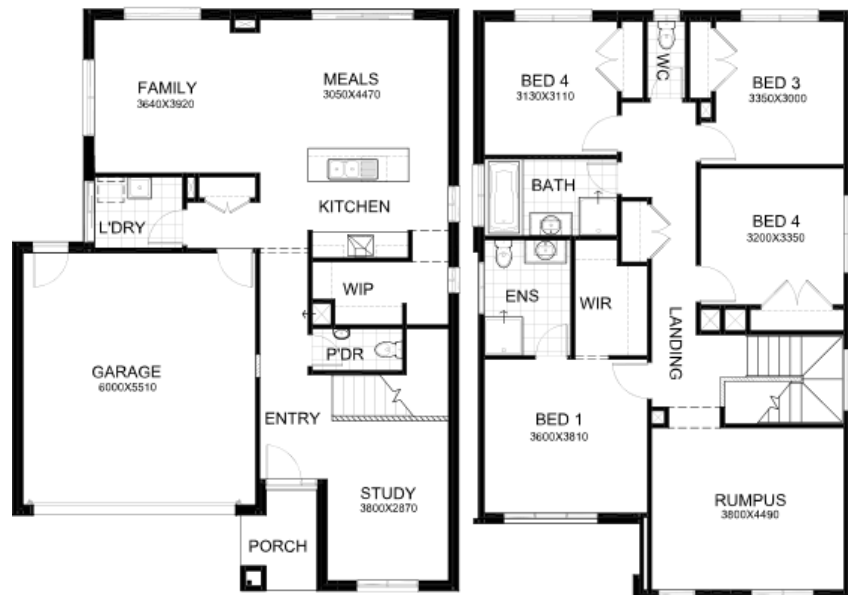 FAMILY
3640X3920
MEALS
3050X4470
L'DRY
KITCHEN
WIP
GARAGE
6000X5510
P'DR
ENTRY
STUDY
3800X2870
PORCH
BED 4
3130X3110
WC
BED 3
3350X3000
BATH
BED 4
3200X3350
ENS
WIR
LANDING
BED 1
3600X3810
RUMPUS
3800X4490